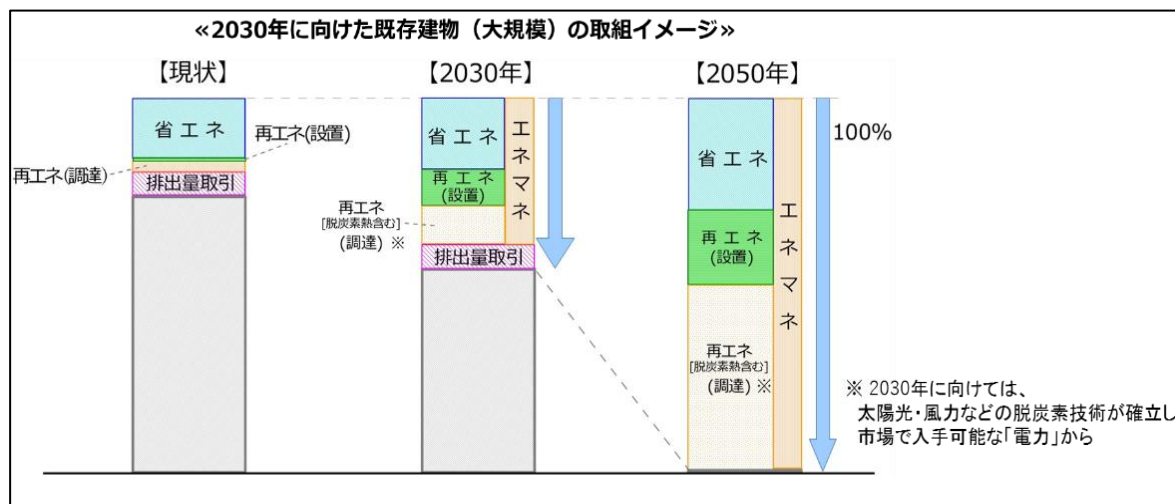 ≪2030年に向けた既存建物（大規模）の取組イメージ≫
【現状】
【2030年】
【2050年】
省エネ
再エネ(設置)
再エネ(調達)
排出量取引
省エネ
再エネ
(設置)
再エネ
[脱炭素熱含む]
(調達) ※
エネマネ
排出量取引
省エネ
再エネ
(設置)
再エネ
[脱炭素熱含む]
(調達) ※
エネマネ
100%
※ 2030年に向けては、
太陽光・風力などの脱炭素技術が確立し
市場で入手可能な「電力」から